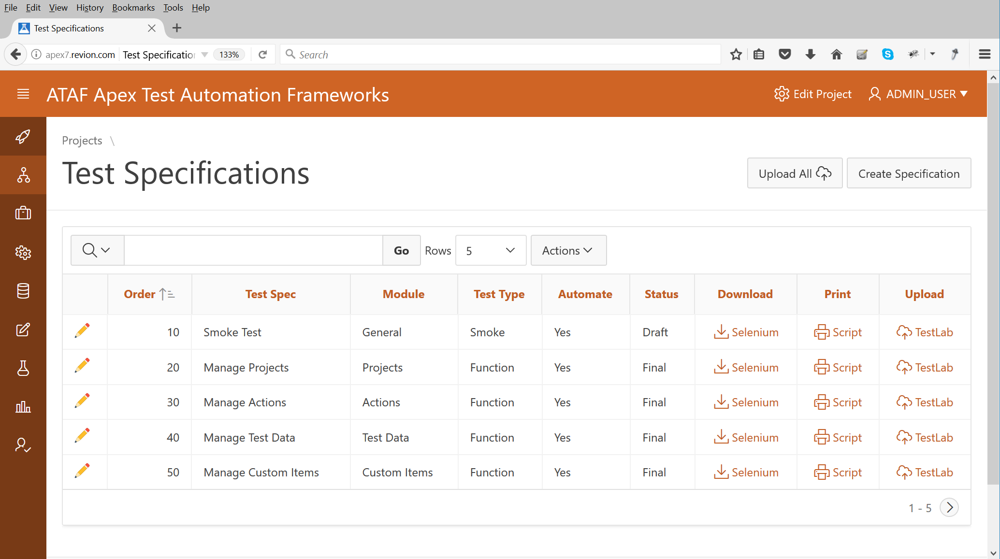 File Edit View History Bookmarks Tools Help
Test Specifications
apex7.revion.com Test Specification 133% Search
ATAF Apex Test Automation Frameworks Edit Project ADMIN_USER
Projects \
Test Specifications Upload All Create Specification
Go Rows 5 Actions
Order Test Spec Module Test Type Automate Status Download Print Upload
10 Smoke Test General Smoke Yes Draft Selenium Script TestLab
20 Manage Projects Projects Function Yes Final Selenium Script TestLab
30 Manage Actions Actions Function Yes Final Selenium Script TestLab
40 Manage Test Data Test Data Function Yes Final Selenium Script TestLab
50 Manage Custom Items Custom Items Function Yes Final Selenium Script TestLab
1 - 5